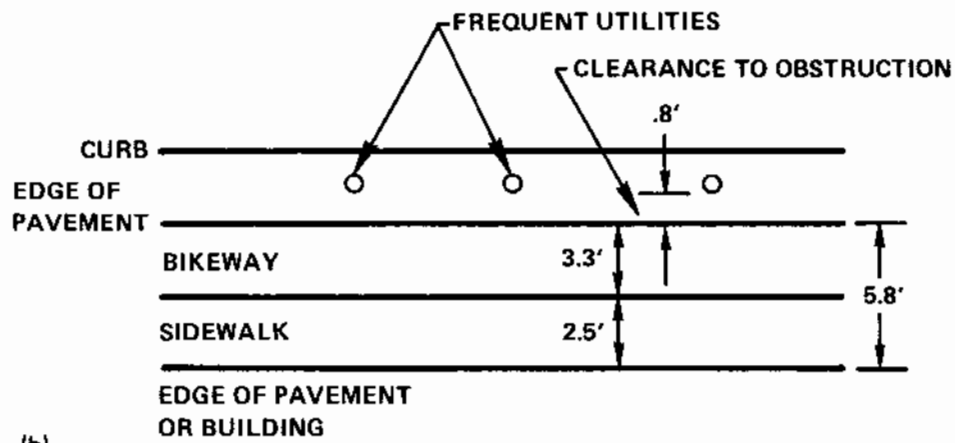 FREQUENT UTILITIES
CLEARANCE TO OBSTRUCTION
.8'
CURB
EDGE OF
PAVEMENT
BIKEWAY
3.3'
5.8'
SIDEWALK
2.5'
EDGE OF PAVEMENT
OR BUILDING
(b)